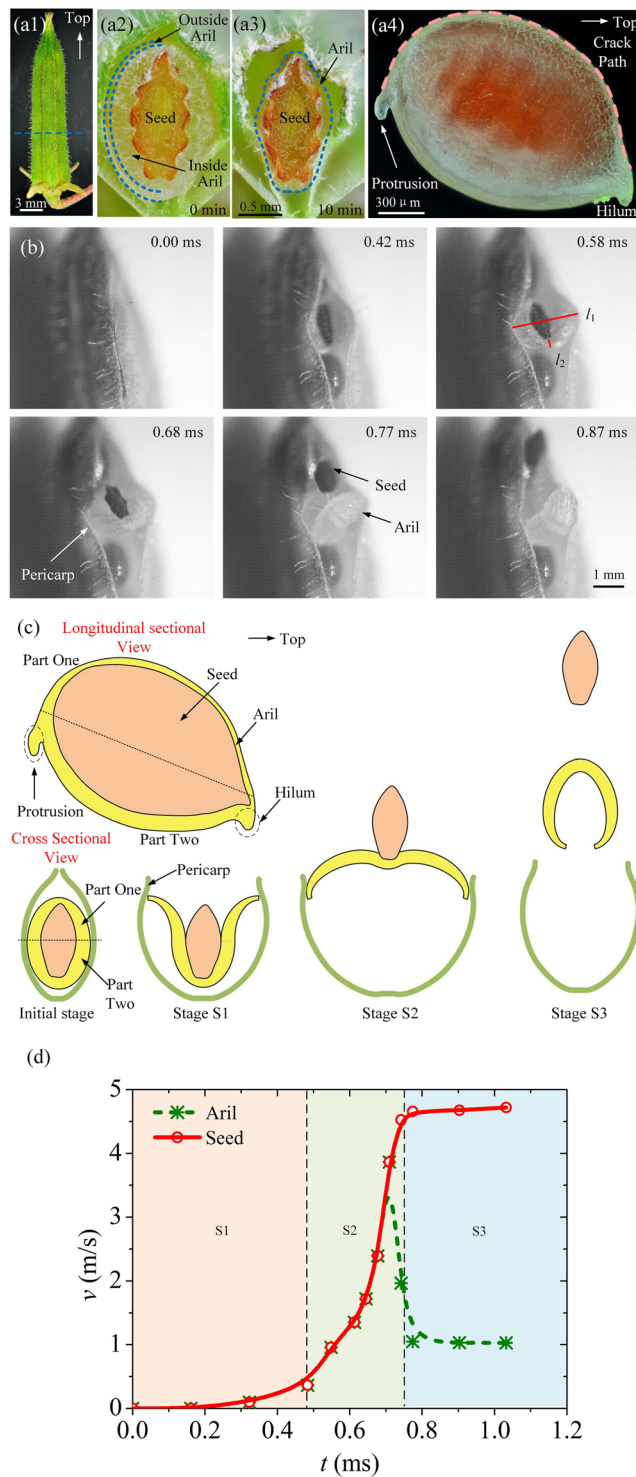 (a1)
Top
3 mm
(a2)
Outside
Aril
Seed
Inside
Aril
0 min
(a3)
Aril
Seed
0.5 mm
10 min
(a4)
Top
Crack
Path
Protrusion
300 μm
Hilum
(b)
0.00 ms
0.42 ms
0.58 ms
l1
l2
0.68 ms
Pericarp
0.77 ms
Seed
Aril
0.87 ms
1 mm
(c)
Longitudinal sectional
View
Top
Part One
Seed
Aril
Protrusion
Hilum
Part Two
Cross Sectional
View
Part One
Part
Two
Pericarp
Initial stage
Stage S1
Stage S2
Stage S3
(d)
Aril
Seed
S1
S2
S3
5
4
3
2
1
0
v (m/s)
0.0
0.2
0.4
0.6
0.8
1.0
1.2
t (ms)